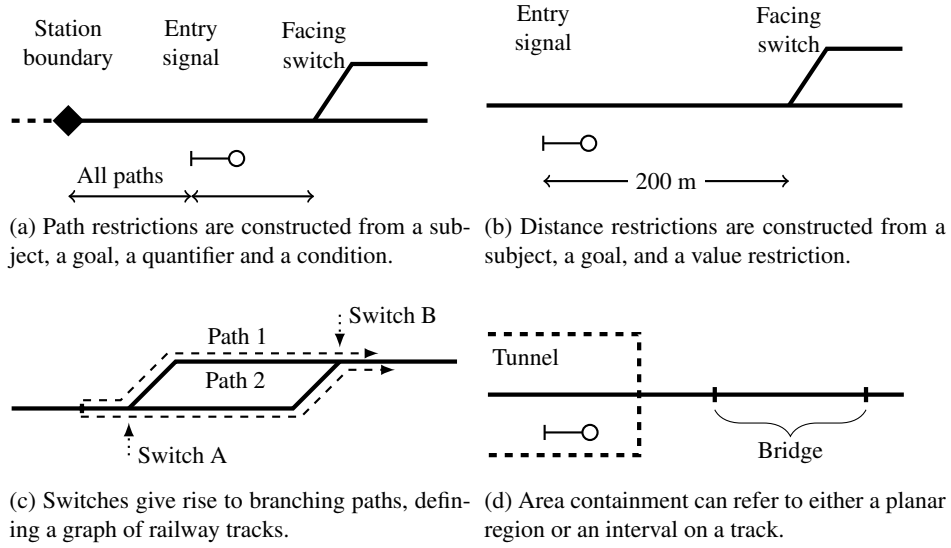 Station
boundary
Entry
signal
Facing
switch
All paths
(a) Path restrictions are constructed from a sub-
ject, a goal, a quantifier and a condition.
Entry
signal
Facing
switch
200 m
(b) Distance restrictions are constructed from a
subject, a goal, and a value restriction.
Switch B
Path 1
Path 2
Switch A
(c) Switches give rise to branching paths, defin-
ing a graph of railway tracks.
Tunnel
Bridge
(d) Area containment can refer to either a planar
region or an interval on a track.